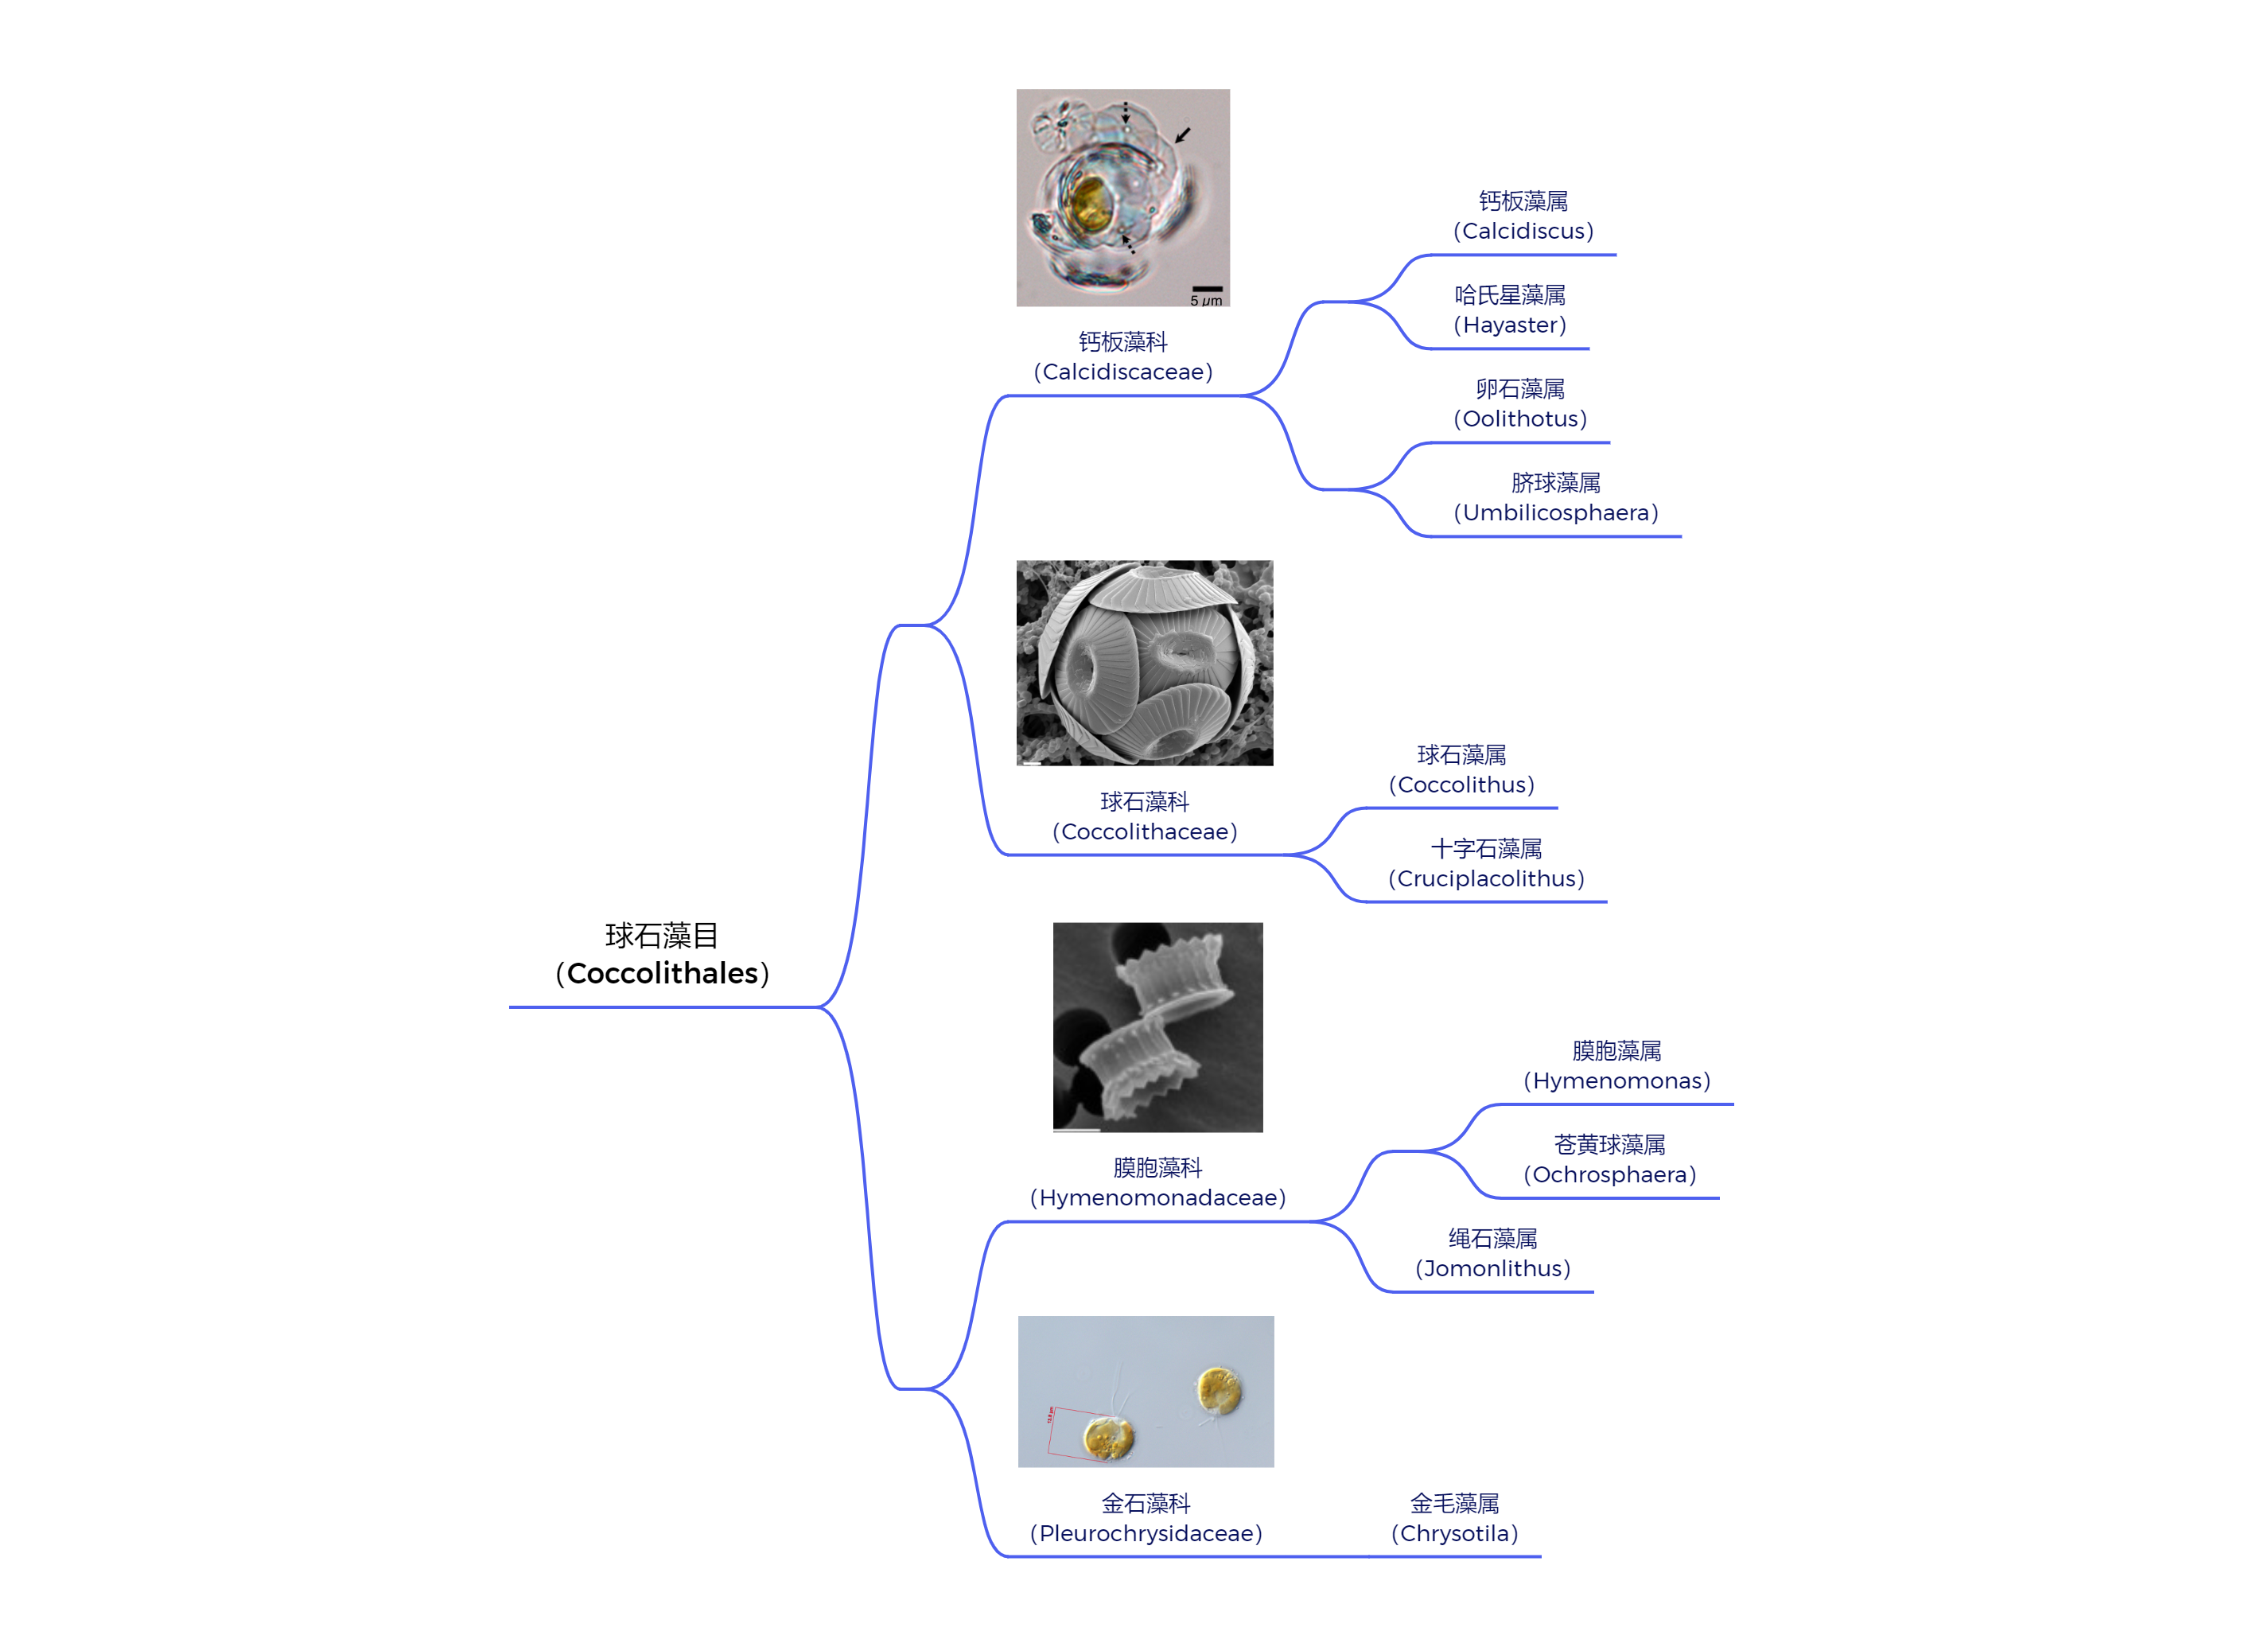 5 μm
钙板藻科
(Calcidiscaceae)
钙板藻属
(Calcidiscus)
哈氏星藻属
(Hayaster)
卵石藻属
(Oolithotus)
脐球藻属
(Umbilicosphaera)
球石藻科
(Coccolithaceae)
球石藻属
(Coccolithus)
十字石藻属
(Cruciplacolithus)
球石藻目
(Coccolithales)
膜胞藻科
(Hymenomonadaceae)
膜胞藻属
(Hymenomonas)
苍黄球藻属
(Ochrosphaera)
绳石藻属
(Jomonlithus)
金石藻科
(Pleurochrysidaceae)
金毛藻属
(Chrysotila)